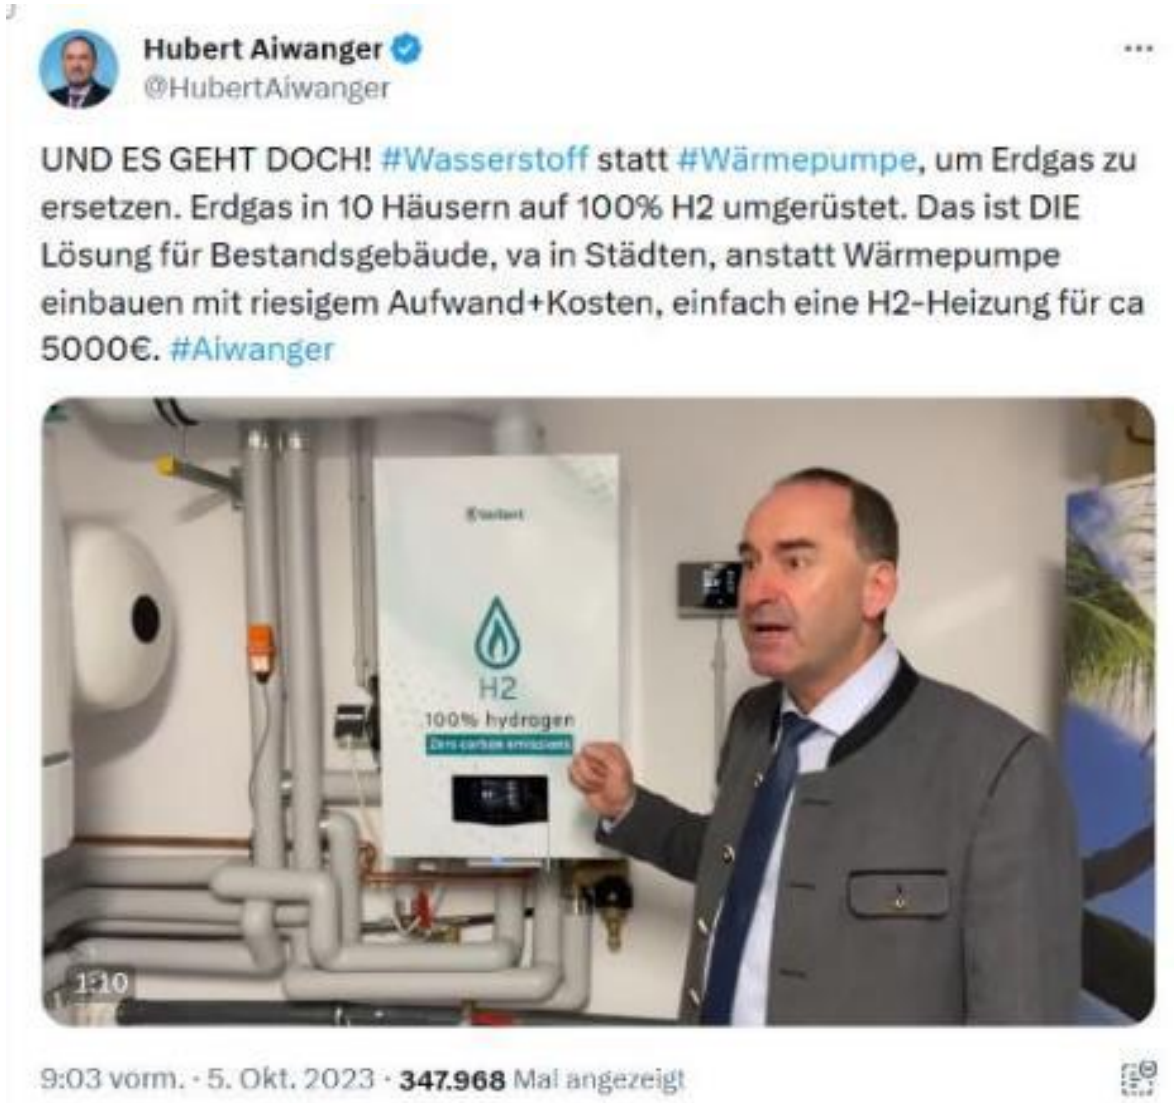 Hubert Aiwanger
@HubertAiwanger
UND ES GEHT DOCH! #Wasserstoff statt #Wärmepumpe, um Erdgas zu
ersetzen. Erdgas in 10 Häusern auf 100% H2 umgerüstet. Das ist DIE
Lösung für Bestandsgebäude, va in Städten, anstatt Wärmepumpe
einbauen mit riesigem Aufwand+Kosten, einfach eine H2-Heizung für ca
5000€. #Aiwanger
Vaillant
H2
100% hydrogen
Zero carbon emissions
1:10
9:03 vorm. · 5. Okt. 2023 · 347.968 Mal angezeigt